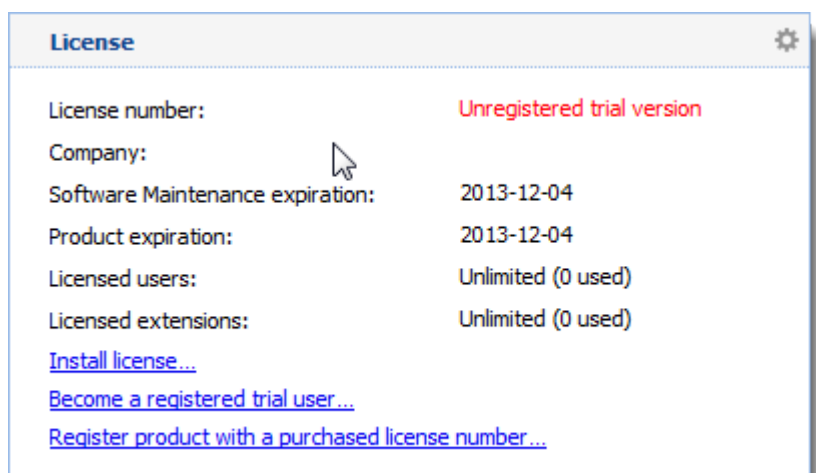 License
License number: Unregistered trial version
Company:
Software Maintenance expiration: 2013-12-04
Product expiration: 2013-12-04
Licensed users: Unlimited (0 used)
Licensed extensions: Unlimited (0 used)
Install license...
Become a registered trial user...
Register product with a purchased license number...